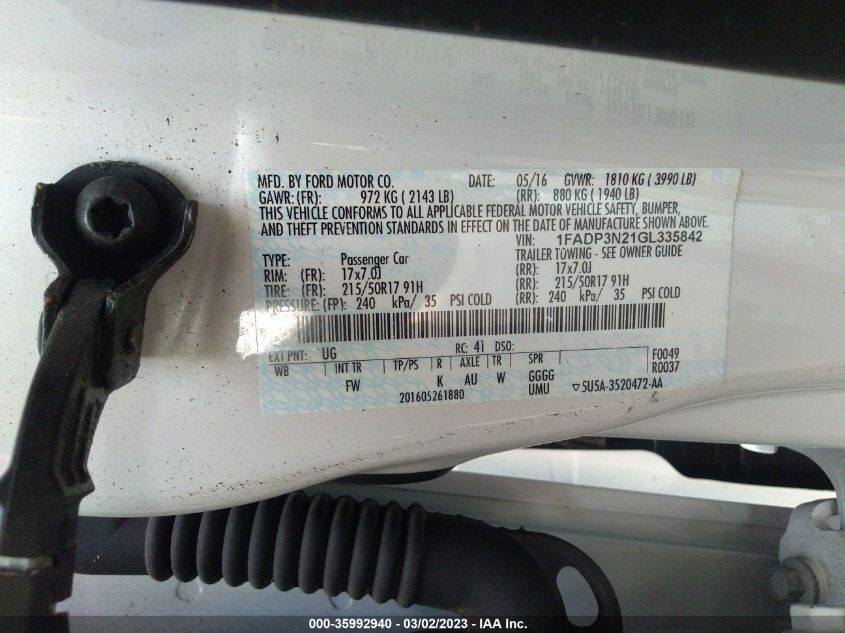 MFD. BY FORD MOTOR CO. DATE: 05/16 GVWR: 1810 KG ( 3990 LB)
GAWR: (FR): 972 KG ( 2143 LB) (RR): 880 KG ( 1940 LB)
THIS VEHICLE CONFORMS TO ALL APPLICABLE FEDERAL MOTOR VEHICLE SAFETY, BUMPER,
AND THEFT PREVENTION STANDARDS IN EFFECT ON THE DATE OF MANUFACTURE SHOWN ABOVE.
VIN: 1FADP3N21GL335842
TYPE: Passenger Car TRAILER TOWING - SEE OWNER GUIDE
RIM: (FR): 17x7.0J (RR): 17x7.0J
TIRE: (FR): 215/50R17 91H (RR): 215/50R17 91H
PRESSURE: (FP): 240 kPa/ 35 PSI COLD (RR): 240 kPa/ 35 PSI COLD
EXT PNT: UG RC: 4i DSO: F0049
WB INT TR TP/PS R AXLE TR SPR R0037
FW K AU W GGGG
UMU 5U5A-3520472-AA
201605261880
000-35992940 - 03/02/2023 - IAA Inc.